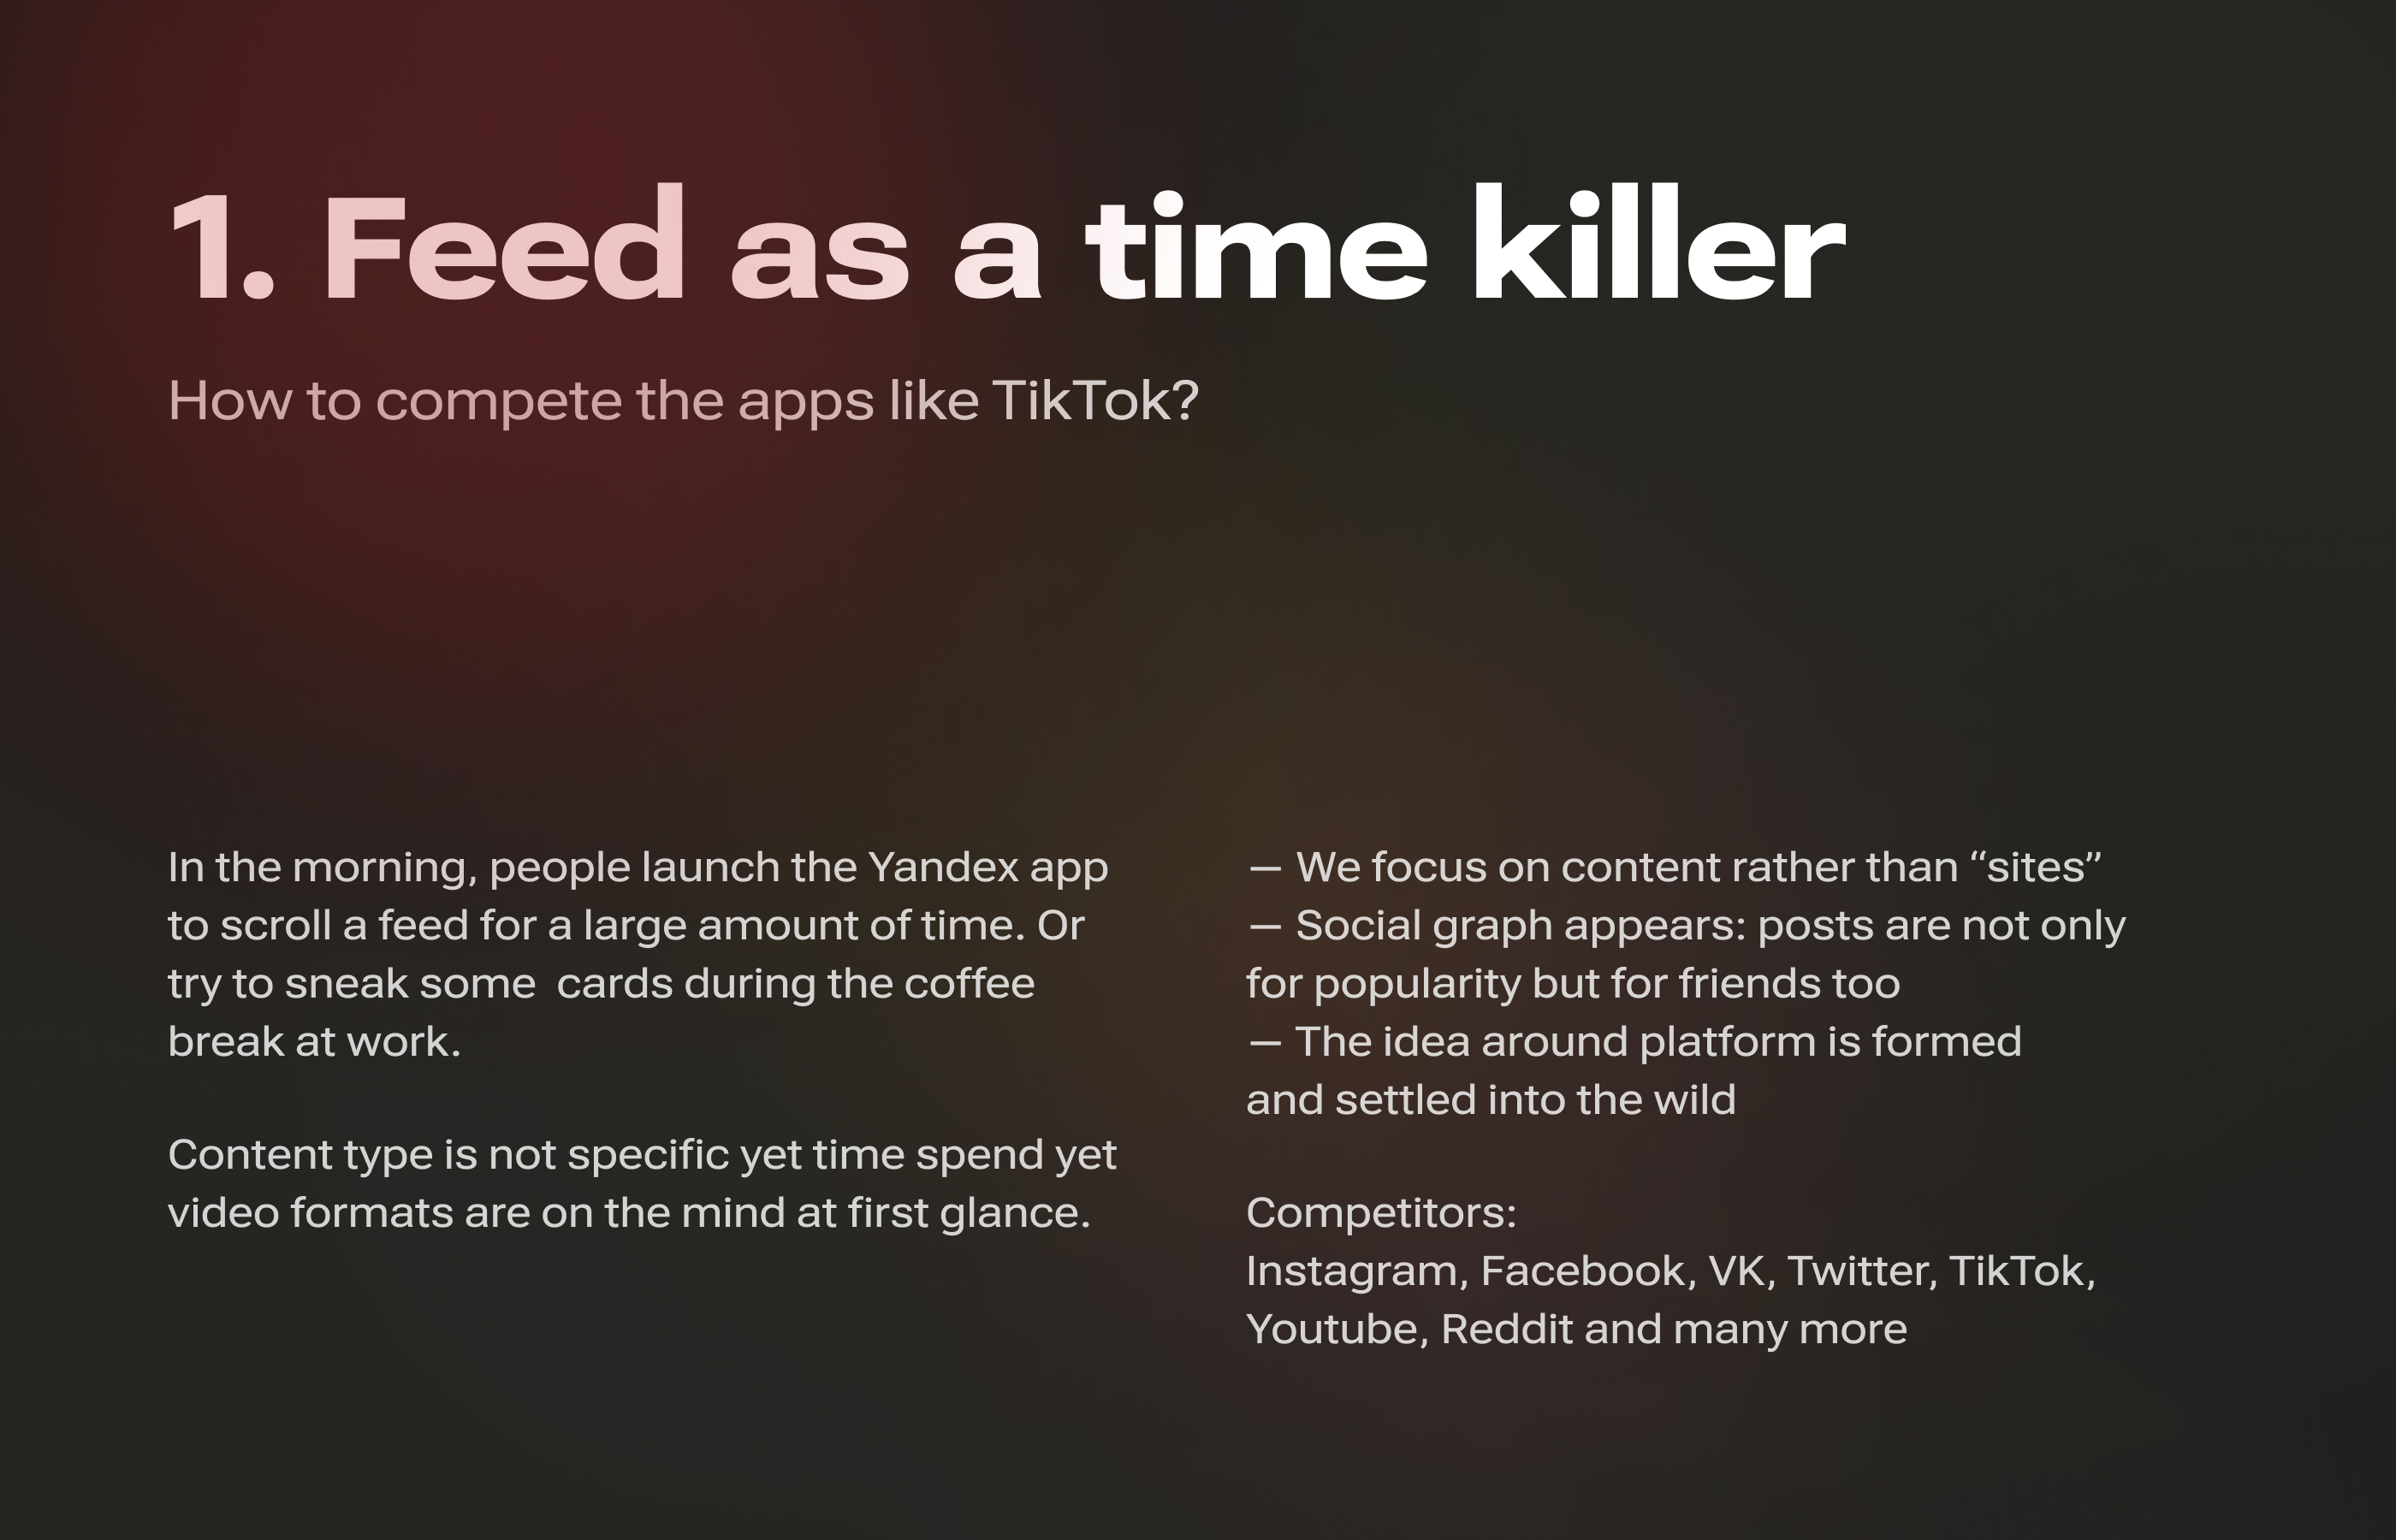 1. Feed as a time killer
How to compete the apps like TikTok?
In the morning, people launch the Yandex app
to scroll a feed for a large amount of time. Or
try to sneak some  cards during the coffee
break at work.
Content type is not specific yet time spend yet
video formats are on the mind at first glance.
— We focus on content rather than “sites”
— Social graph appears: posts are not only
for popularity but for friends too
— The idea around platform is formed
and settled into the wild
Competitors:
Instagram, Facebook, VK, Twitter, TikTok,
Youtube, Reddit and many more